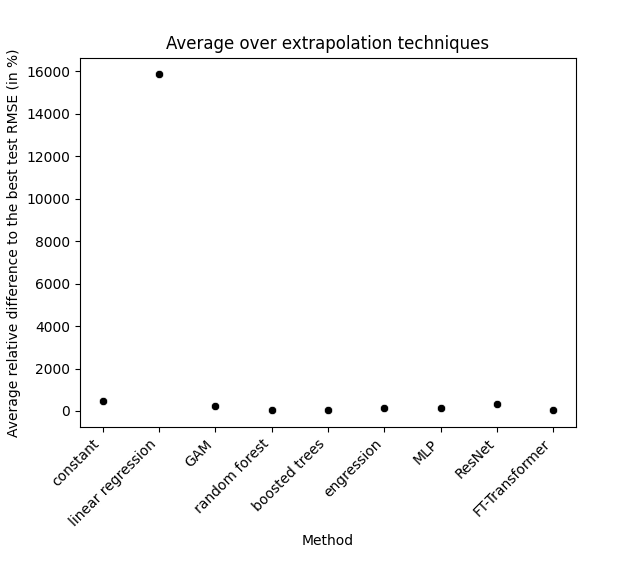 Average over extrapolation techniques
Average relative difference to the best test RMSE (in %)
16000
14000
12000
10000
8000
6000
4000
2000
0
constant
linear regression
GAM
random forest
boosted trees
engression
MLP
ResNet
FT-Transformer
Method